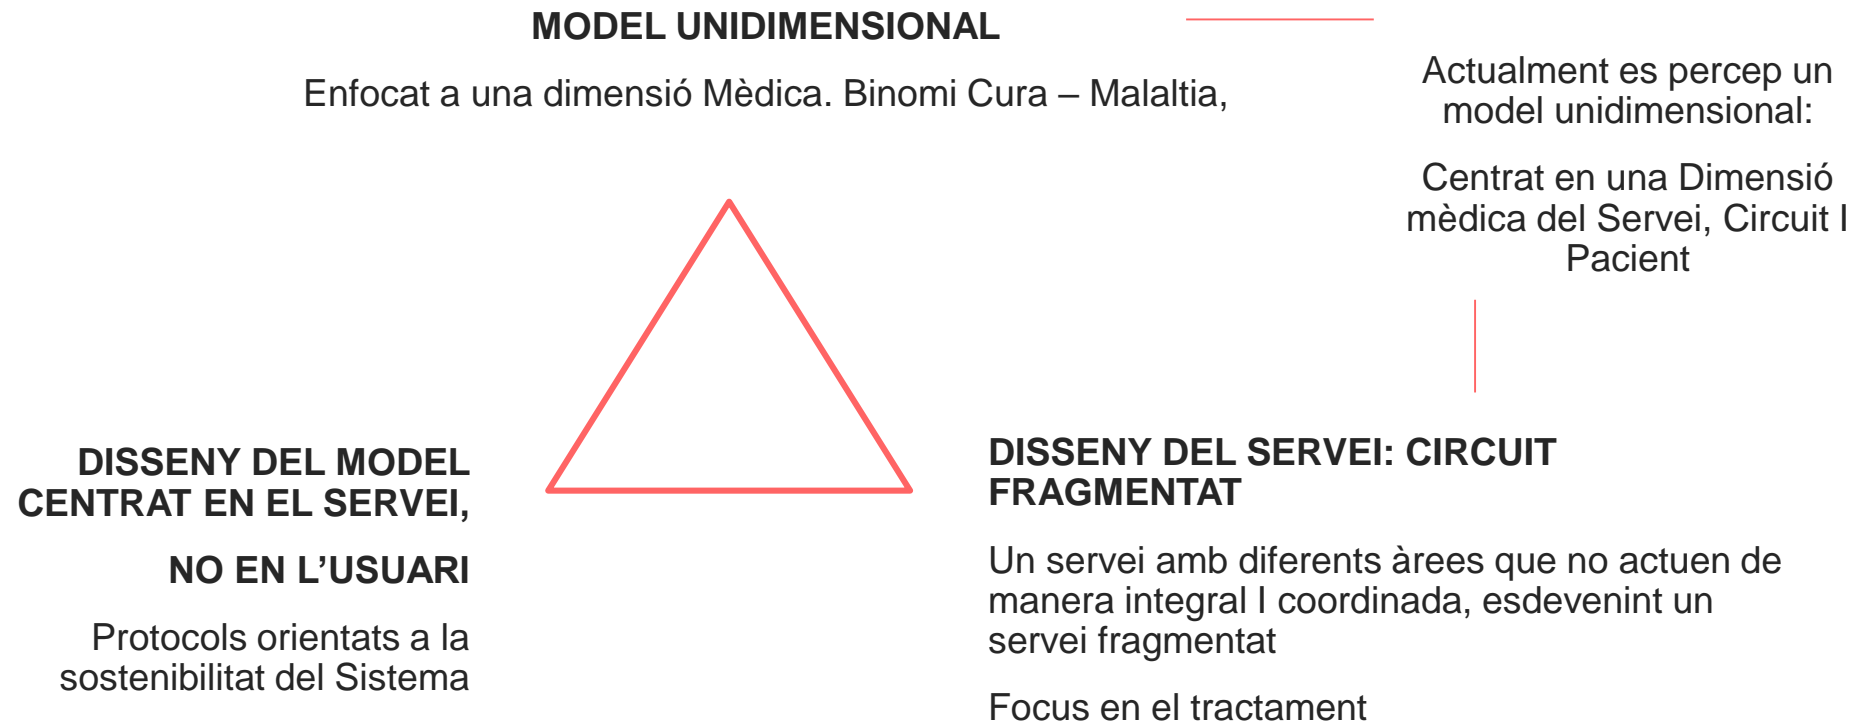 MODEL UNIDIMENSIONAL
Enfocat a una dimensió Mèdica. Binomi Cura – Malaltia,
Actualment es percep un
model unidimensional:
Centrat en una Dimensió
mèdica del Servei, Circuit I
Pacient
DISSENY DEL MODEL
CENTRAT EN EL SERVEI,
NO EN L’USUARI
Protocols orientats a la
sostenibilitat del Sistema
DISSENY DEL SERVEI: CIRCUIT
FRAGMENTAT
Un servei amb diferents àrees que no actuen de
manera integral I coordinada, esdevenint un
servei fragmentat
Focus en el tractament